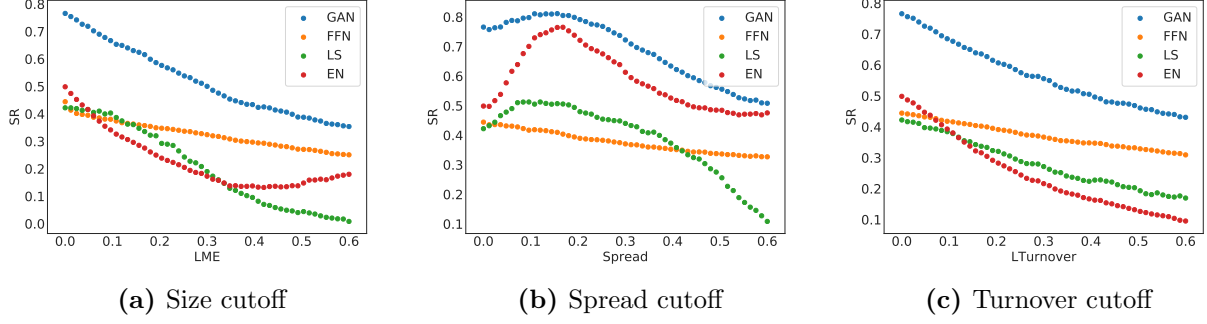 0.8
0.7
0.6
0.5
0.4
0.3
0.2
0.1
0.0
SR
0.0 0.1 0.2 0.3 0.4 0.5 0.6
LME
GAN
FFN
LS
EN
(a) Size cutoff
0.8
0.7
0.6
0.5
0.4
0.3
0.2
0.1
SR
0.0 0.1 0.2 0.3 0.4 0.5 0.6
Spread
GAN
FFN
LS
EN
(b) Spread cutoff
0.8
0.7
0.6
0.5
0.4
0.3
0.2
0.1
SR
0.0 0.1 0.2 0.3 0.4 0.5 0.6
LTurnover
GAN
FFN
LS
EN
(c) Turnover cutoff